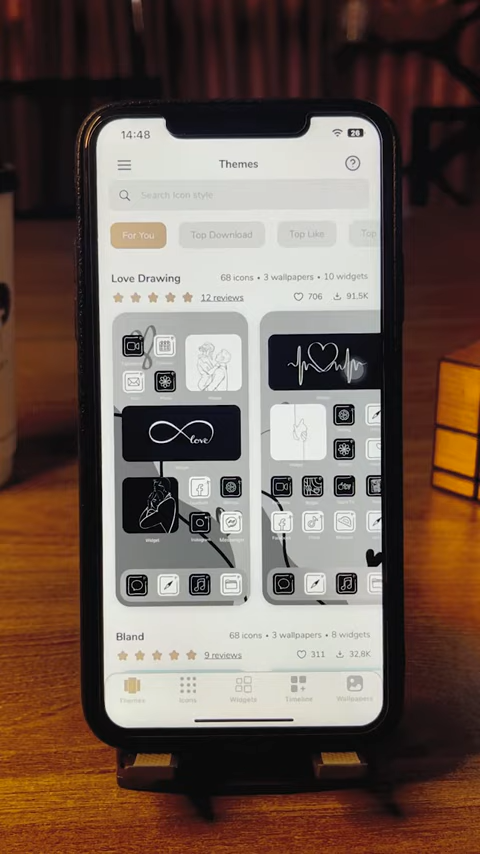 14:48 26
Themes
Search Icon style
For You Top Download Top Like Top
Love Drawing 68 icons • 3 wallpapers • 10 widgets
12 reviews 706 91,5K
love
Widget
Instagram
Bland 68 icons • 3 wallpapers • 8 widgets
9 reviews 311 32,8K
Themes Icons Widgets Timeline Wallpapers